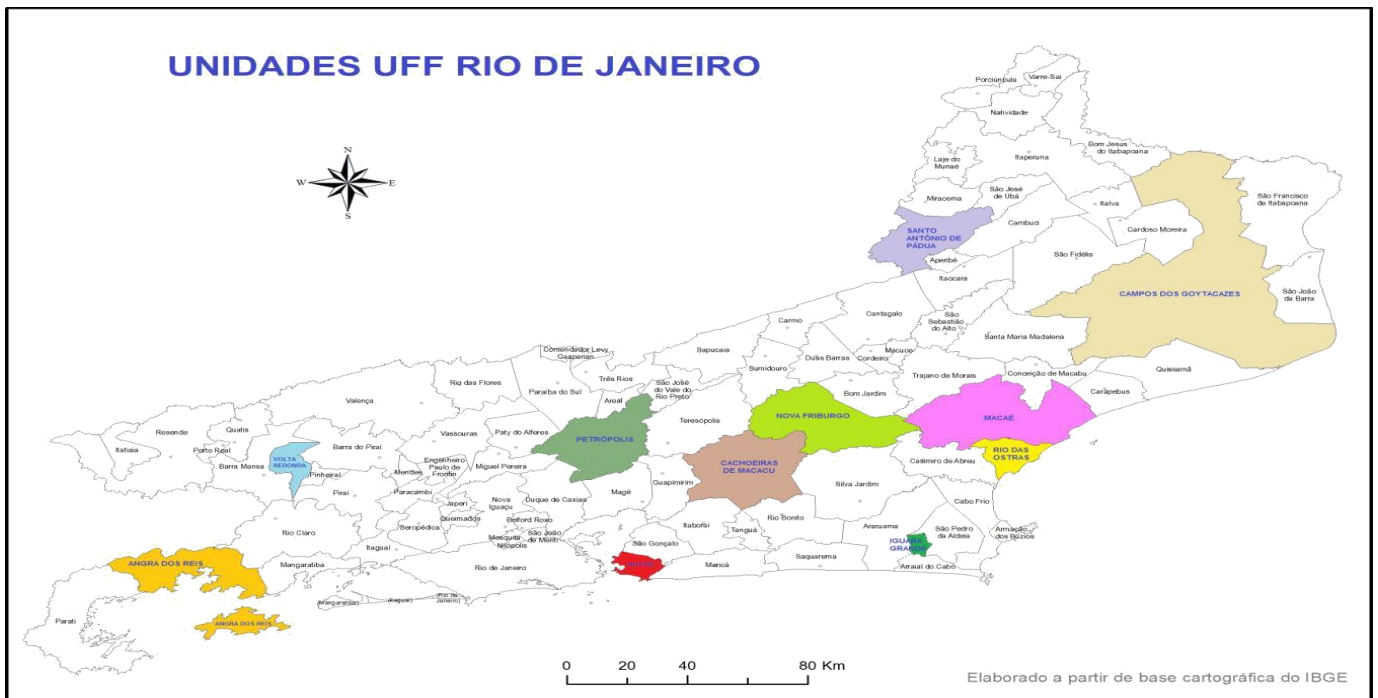 UNIDADES UFF RIO DE JANEIRO
N
W
E
S
Porciúncula
Varre-Sai
Natividade
Bom Jesus
do Itabapoana
Itaperuna
Laje do
Muriaé
São José
de Ubá
Miracema
Italva
São Francisco
de Itabapoana
Cambuci
Cardoso Moreira
SANTO
ANTÔNIO DE
PÁDUA
Aperibé
São Fidélis
Itaocara
CAMPOS DOS GOYTACAZES
São João
da Barra
Cantagalo
Carmo
São
Sebastião
do Alto
Santa Maria Madalena
Macuco
Cordeiro
Duas Barras
Sapucaia
Sumidouro
Comendador Levy
Gasparian
Três Rios
Paraíba do Sul
Areal
São José
do Vale do
Rio Preto
Rio das Flores
Valença
Trajano de Morais
Conceição de Macabu
Quissamã
Carapebus
Bom Jardim
NOVA FRIBURGO
MACAÉ
Teresópolis
PETRÓPOLIS
Paty do Alferes
Vassouras
Miguel Pereira
Resende
Quatis
Itatiaia
Porto Real
Barra Mansa
VOLTA
REDONDA
Barra do Piraí
Pinheiral
Mendes
Engenheiro
Paulo de
Frontin
Piraí
Paracambi
RIO DAS
OSTRAS
Casimiro de Abreu
CACHOEIRAS
DE MACACU
Silva Jardim
Guapimirim
Magé
Duque de Caxias
Nova
Iguaçu
Japeri
Queimados
Seropédica
Belford Roxo
São João
de Meriti
Mesquita
Nilópolis
Cabo Frio
Rio Bonito
Itaboraí
Tanguá
Araruama
São Pedro
da Aldeia
Armação
dos Búzios
IGUABA
GRANDE
Arraial do Cabo
Saquarema
Maricá
São Gonçalo
Rio Claro
Itaguaí
Rio de Janeiro
Mangaratiba
ANGRA DOS REIS
(Mangaratiba)
(Itaguaí)
(Rio de
Janeiro)
Parati
ANGRA DOS REIS
0 20 40 80 Km
Elaborado a partir de base cartográfica do IBGE